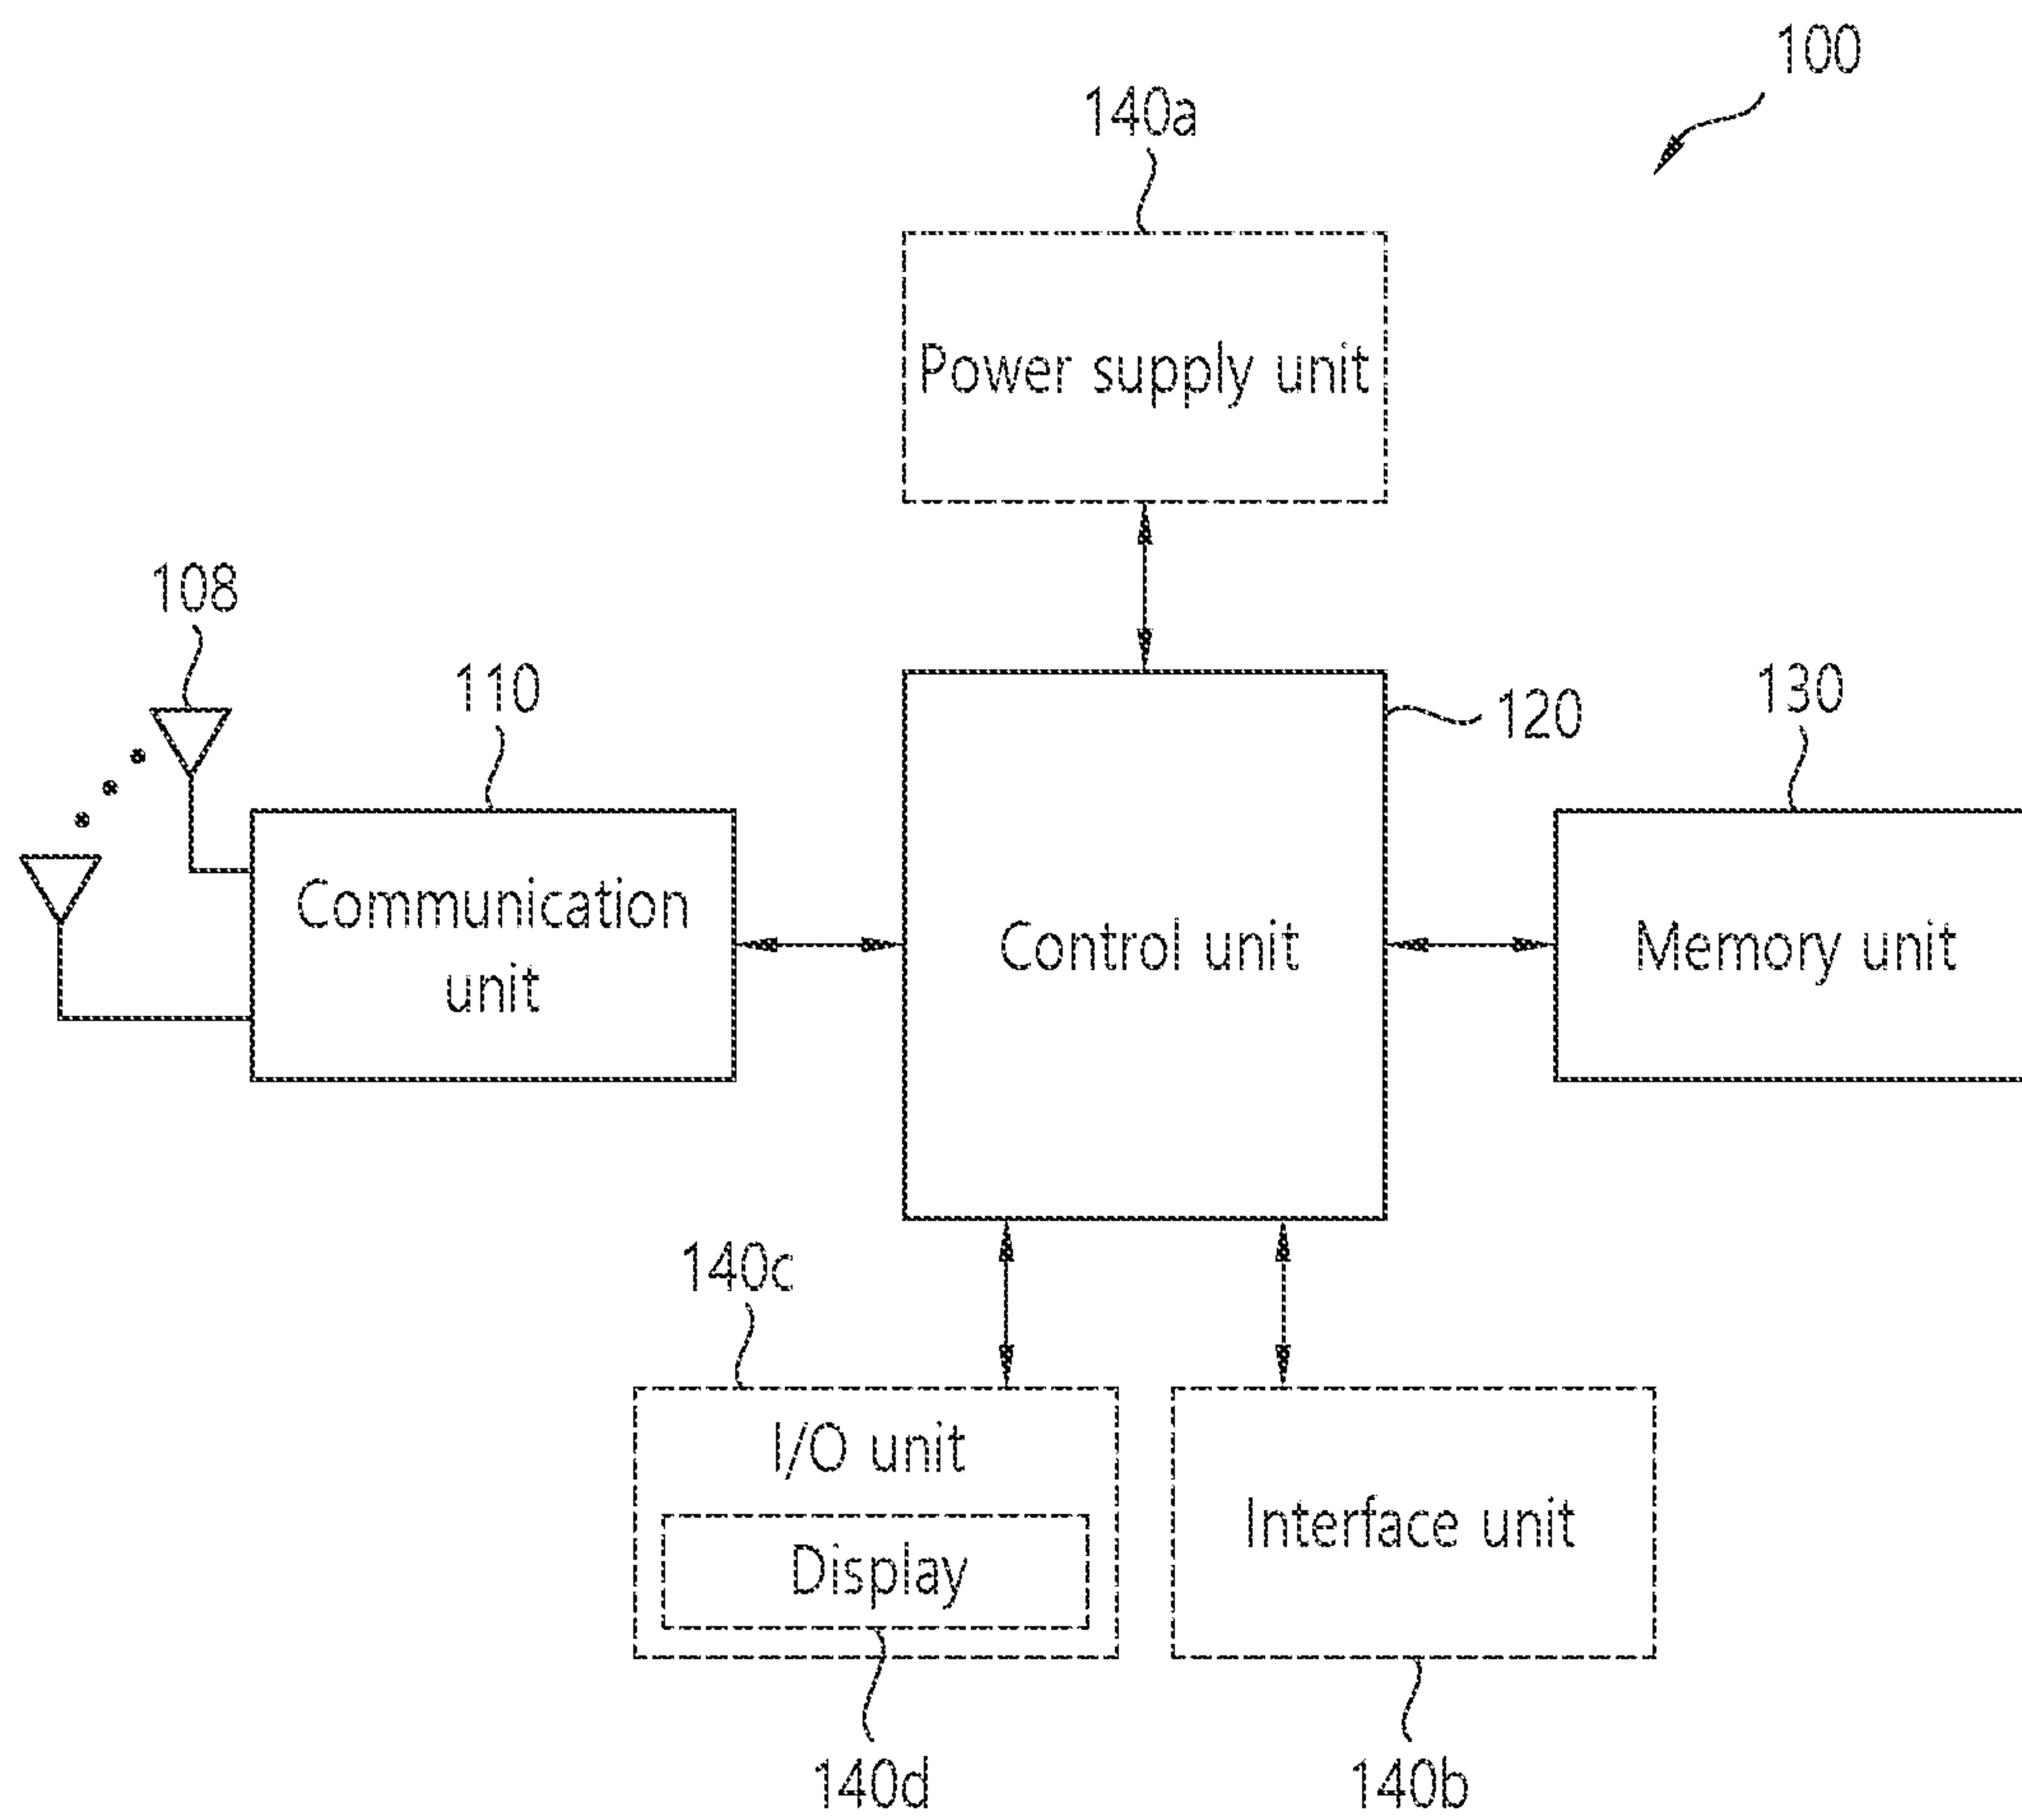 100
140a
Power supply unit
108
110
120
130
Communication
unit
Control unit
Memory unit
140c
I/O unit
Display
Interface unit
140d
140b